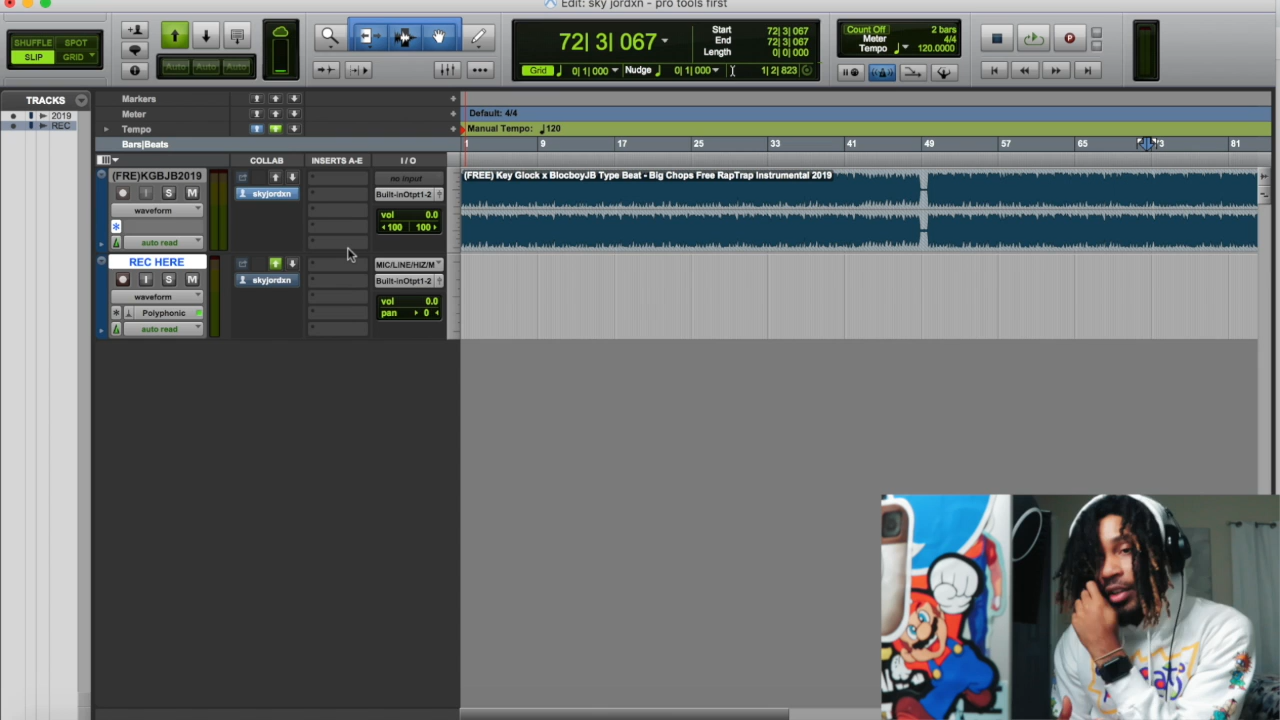 Edit: sky jordxn - pro tools first
SHUFFLE SPOT
SLIP GRID
Auto Auto Auto
72| 3| 067
Start 72| 3| 067
End 72| 3| 067
Length 0| 0| 000
Grid 0| 1| 000 Nudge 0| 1| 000 1| 2| 823
Count Off 2 bars
Meter 4/4
Tempo 120.0000
TRACKS
2019
REC
Markers
Meter
Default: 4/4
Tempo
Manual Tempo: 120
Bars|Beats
1 9 17 25 33 41 49 57 65 73 81
COLLAB INSERTS A-E I / O
(FRE)KGBJB2019
I S M
waveform
auto read
skyjordxn
no input
Built-inOtpt1-2
vol 0.0
100 100
(FREE) Key Glock x BlocboyJB Type Beat - Big Chops Free RapTrap Instrumental 2019
REC HERE
I S M
waveform
Polyphonic
auto read
skyjordxn
MIC/LINE/HIZ/M
Built-inOtpt1-2
vol 0.0
pan 0